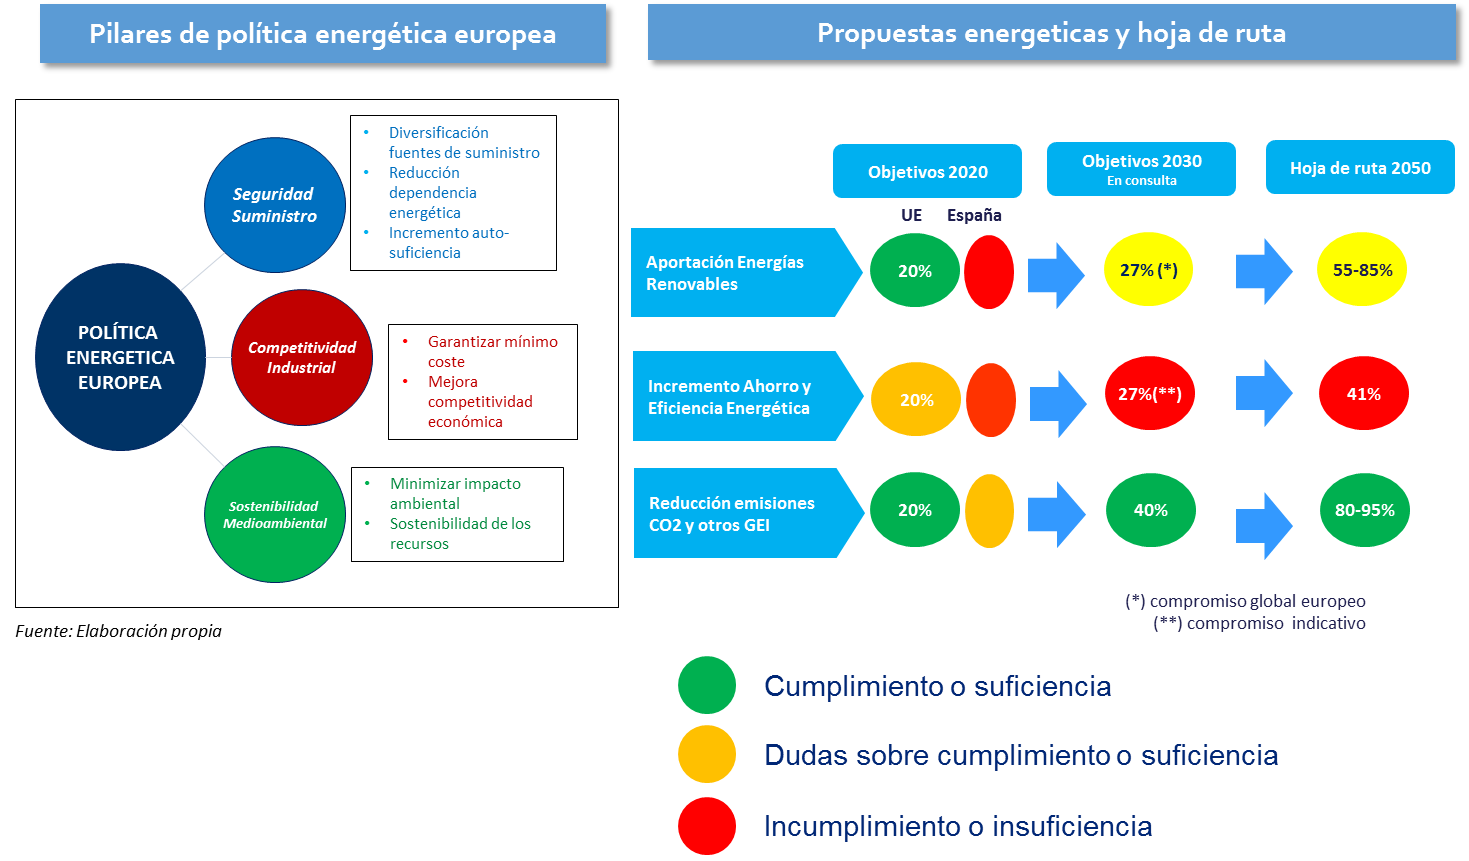 Pilares de política energética europea
Propuestas energeticas y hoja de ruta
POLÍTICA
ENERGETICA
EUROPEA
Seguridad
Suministro
• Diversificación
fuentes de suministro
• Reducción
dependencia
energética
• Incremento auto-
suficiencia
Competitividad
Industrial
• Garantizar mínimo
coste
• Mejora
competitividad
económica
Sostenibilidad
Medioambiental
• Minimizar impacto
ambiental
• Sostenibilidad de los
recursos
Fuente: Elaboración propia
Objetivos 2020
Objetivos 2030
En consulta
Hoja de ruta 2050
UE España
Aportación Energías
Renovables
20%
27% (*)
55-85%
Incremento Ahorro y
Eficiencia Energética
20%
27%(**)
41%
Reducción emisiones
CO2 y otros GEI
20%
40%
80-95%
(*) compromiso global europeo
(**) compromiso indicativo
Cumplimiento o suficiencia
Dudas sobre cumplimiento o suficiencia
Incumplimiento o insuficiencia